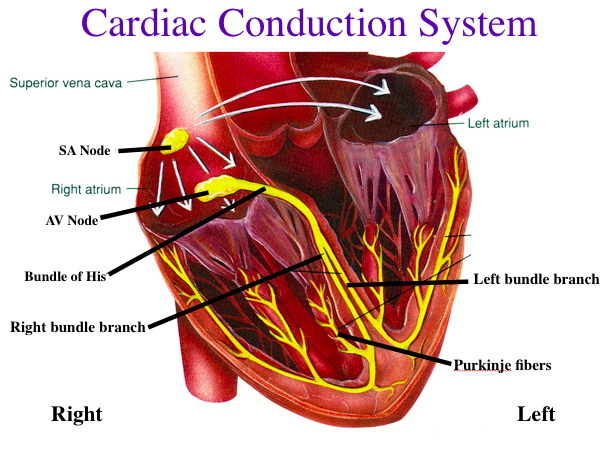 Cardiac Conduction System
Superior vena cava
Left atrium
SA Node
Right atrium
AV Node
Bundle of His
Left bundle branch
Right bundle branch
Purkinje fibers
Right
Left